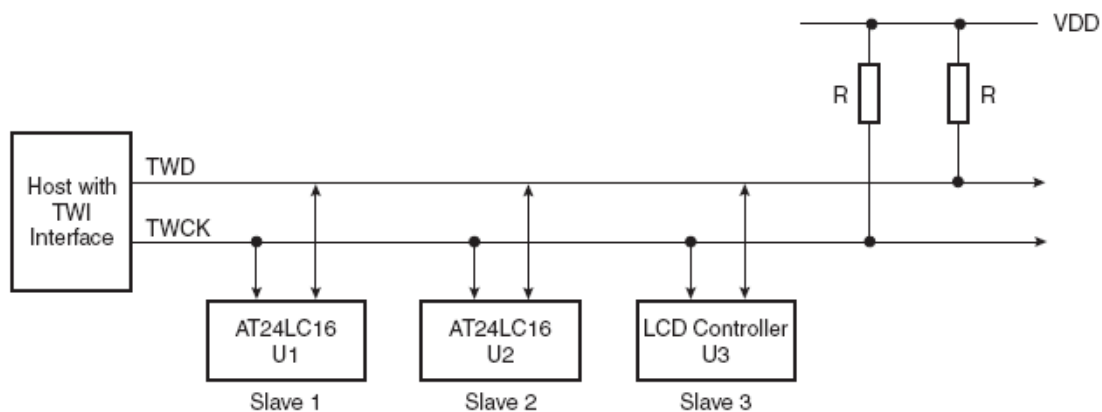 VDD
R
R
Host with
TWI
Interface
TWD
TWCK
AT24LC16
U1
AT24LC16
U2
LCD Controller
U3
Slave 1
Slave 2
Slave 3